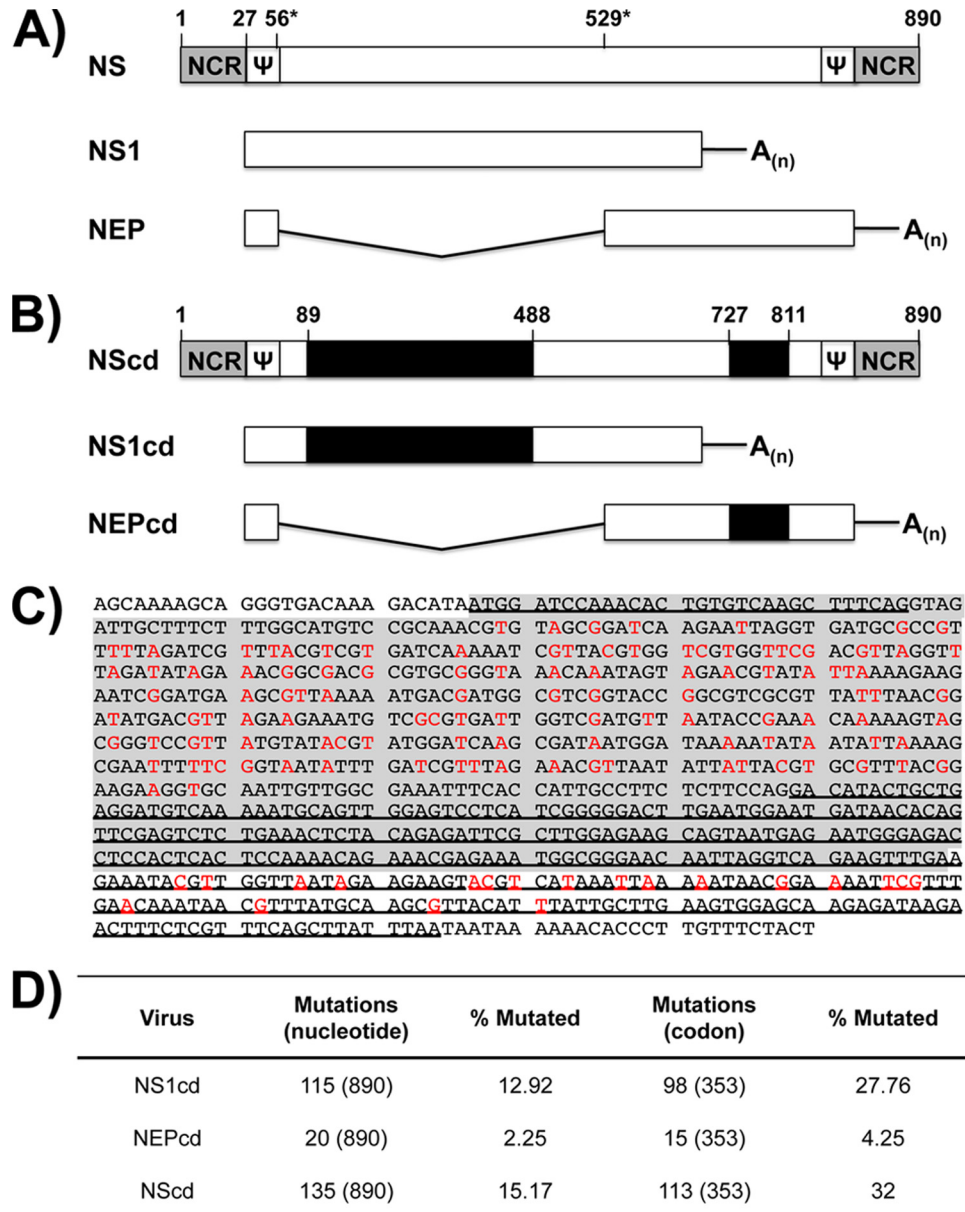 A)
1 27 56* 529* 890
NS NCR Ψ Ψ NCR
NS1 A(n)
NEP A(n)
B)
1 89 488 727 811 890
NScd NCR Ψ Ψ NCR
NS1cd A(n)
NEPcd A(n)
C)
AGCAAAAGCA GGGTGACAAA GACATAATGG ATCCAAACAC TGTGTCAAGC TTTCAGGTAG
ATTGCTTTCT TTGGCATGTC CGCAAACGTG TAGCGGATCA AGAATTAGGT GATGCGCCGT
TTTTAGATCG TTTACGTCGT GATCAAAAAT CGTTACGTGG TCGTGGTTCG ACGTTAGGTT
TAGATATAGA AACGGCGACG CGTGCGGGTA AACAAATAGT AGAACGTATA TTAAAAGAAG
AATCGGATGA AGCGTTAAAA ATGACGATGG CGTCGGTACC GGCGTCGCGT TATTTAACGG
ATATGACGTT AGAAGAAATG TCGCGTGATT GGTCGATGTT AATACCGAAA CAAAAAGTAG
CGGGTCCGTT ATGTATACGT ATGGATCAAG CGATAATGGA TAAAAATATA ATATTAAAAG
CGAATTTTTCG GTAATATTT GATCGTTTAG AAACGTTAAT ATTATTACGT GCGTTTACGG
AAGAAGGTGC AATTGTTGGC GAAATTTCAC CATTGCCTTC TCTTCCAGGA CATACTGCTG
AGGATGTCAA AAATGCAGTT GGAGTCCTCA TCGGGGGACT TGAATGGAAT GATAACACAG
TTCGAGTCTC TGAAACTCTA CAGAGATTCG CTTGGAGAAG CAGTAATGAG AATGGGAGAC
CTCCACTCAC TCCAAAACAG AAACGAGAAA TGGCGGGAAC AATTAGGTCA GAAGTTTGAA
GAAATACGTT GGTTAATAGA AGAAGTACGT CATAAATTAA AAATAACGGA AAATTCGTTT
GAACAAATAA CGTTTATGCA AGCGTTACAT TTATTGCTTG AAGTGGAGCA AGAGATAAGA
ACTTTCTCGT TTCAGCTTAT TTAATAATAA AAAACACCCT TGTTTCTACT
D)
Virus Mutations (nucleotide) % Mutated Mutations (codon) % Mutated
NS1cd 115 (890) 12.92 98 (353) 27.76
NEPcd 20 (890) 2.25 15 (353) 4.25
NScd 135 (890) 15.17 113 (353) 32